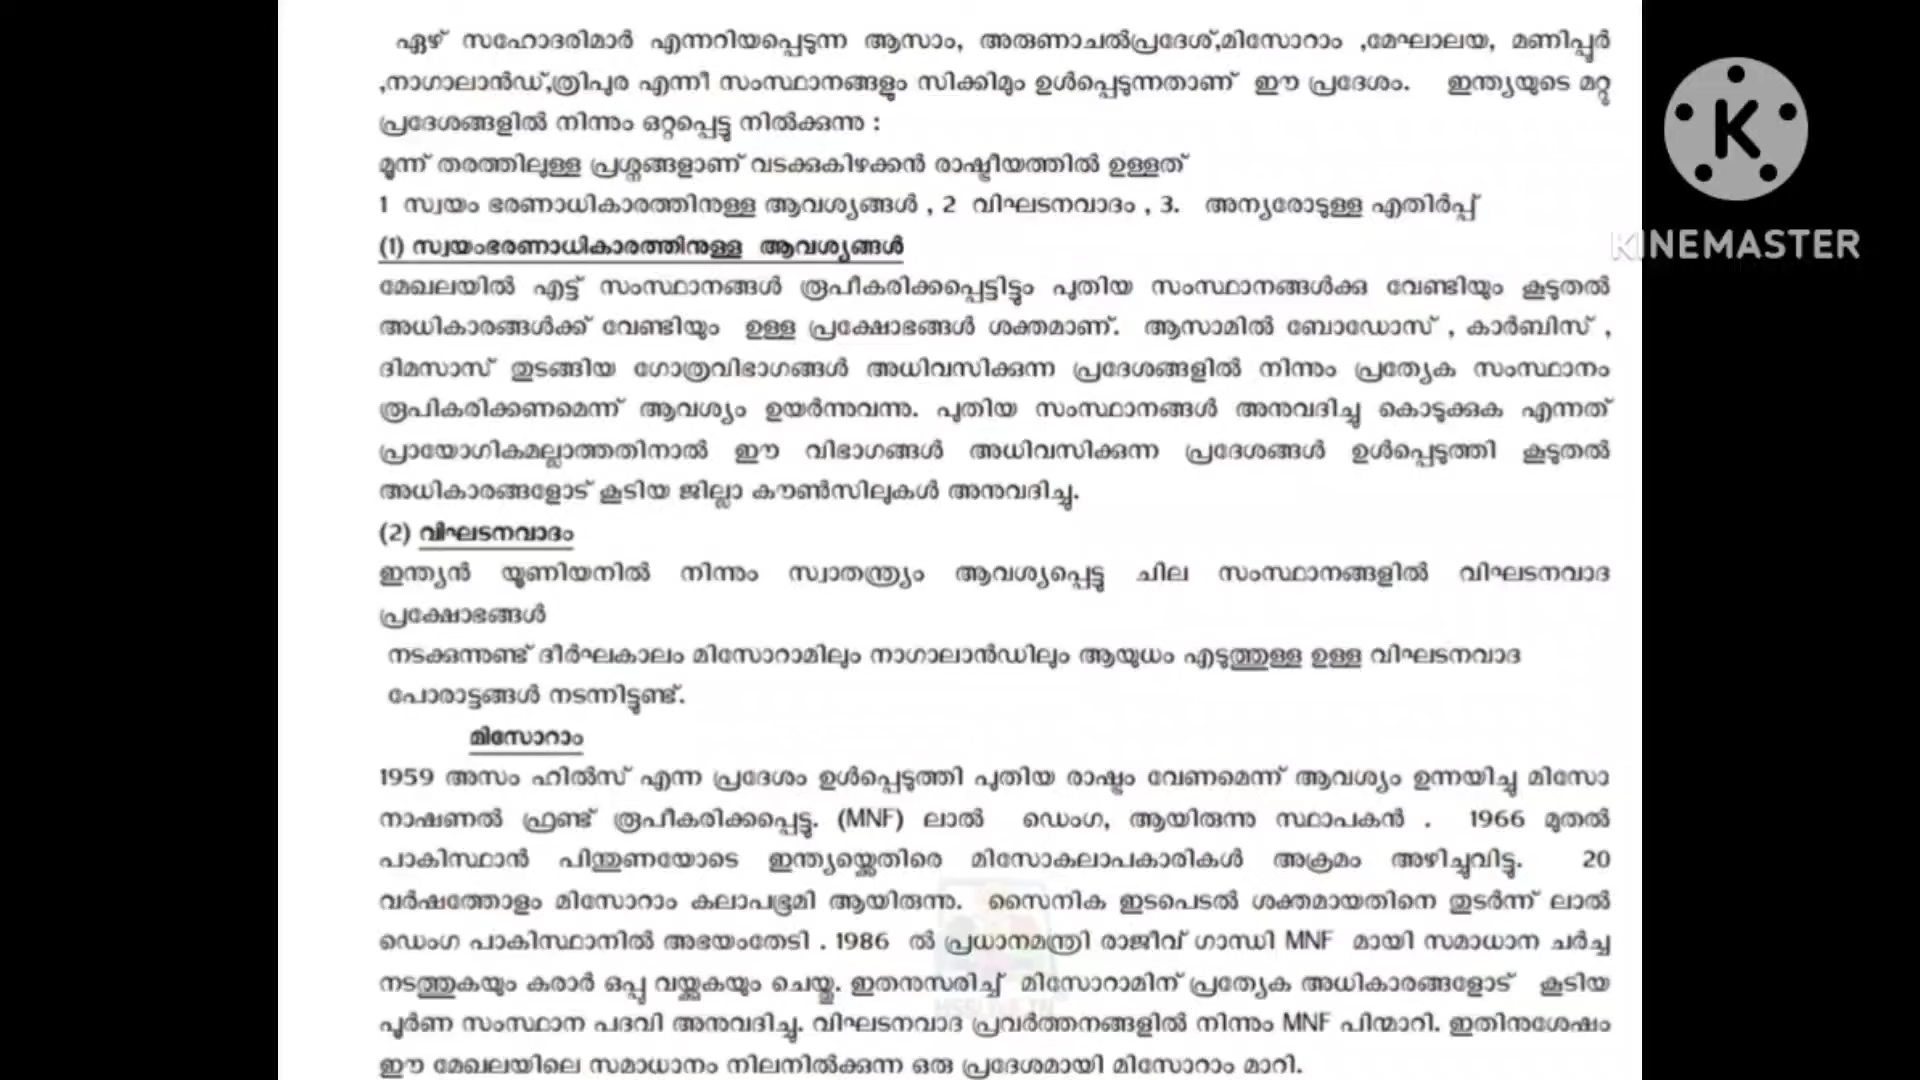 ഏഴ് സഹോദരിമാർ എന്നറിയപ്പെടുന്ന ആസാം, അരുണാചൽപ്രദേശ്,മിസോറാം ,മേഘാലയ, മണിപ്പൂർ
,നാഗാലാൻഡ്,ത്രിപുര എന്നീ സംസ്ഥാനങ്ങളും സിക്കിമും ഉൾപ്പെടുന്നതാണ് ഈ പ്രദേശം. ഇന്ത്യയുടെ മറ്റു
പ്രദേശങ്ങളിൽ നിന്നും ഒറ്റപ്പെട്ടു നിൽക്കുന്നു :
മൂന്ന് തരത്തിലുള്ള പ്രശ്നങ്ങളാണ് വടക്കുകിഴക്കൻ രാഷ്ട്രീയത്തിൽ ഉള്ളത്
1 സ്വയം ഭരണാധികാരത്തിനുള്ള ആവശ്യങ്ങൾ , 2 വിഘടനവാദം , 3. അന്യരോടുള്ള എതിർപ്പ്
(1) സ്വയംഭരണാധികാരത്തിനുള്ള ആവശ്യങ്ങൾ
മേഖലയിൽ എട്ട് സംസ്ഥാനങ്ങൾ രൂപീകരിക്കപ്പെട്ടിട്ടും പുതിയ സംസ്ഥാനങ്ങൾക്കു വേണ്ടിയും കൂടുതൽ
അധികാരങ്ങൾക്ക് വേണ്ടിയും ഉള്ള പ്രക്ഷോഭങ്ങൾ ശക്തമാണ്. ആസാമിൽ ബോഡോസ് , കാർബിസ് ,
ദിമസാസ് തുടങ്ങിയ ഗോത്രവിഭാഗങ്ങൾ അധിവസിക്കുന്ന പ്രദേശങ്ങളിൽ നിന്നും പ്രത്യേക സംസ്ഥാനം
രൂപികരിക്കണമെന്ന് ആവശ്യം ഉയർന്നുവന്നു. പുതിയ സംസ്ഥാനങ്ങൾ അനുവദിച്ചു കൊടുക്കുക എന്നത്
പ്രായോഗികമല്ലാത്തതിനാൽ ഈ വിഭാഗങ്ങൾ അധിവസിക്കുന്ന പ്രദേശങ്ങൾ ഉൾപ്പെടുത്തി കൂടുതൽ
അധികാരങ്ങളോട് കൂടിയ ജില്ലാ കൗൺസിലുകൾ അനുവദിച്ചു.
(2) വിഘടനവാദം
ഇന്ത്യൻ യൂണിയനിൽ നിന്നും സ്വാതന്ത്ര്യം ആവശ്യപ്പെട്ടു ചില സംസ്ഥാനങ്ങളിൽ വിഘടനവാദ
പ്രക്ഷോഭങ്ങൾ
നടക്കുന്നുണ്ട് ദീർഘകാലം മിസോറാമിലും നാഗാലാൻഡിലും ആയുധം എടുത്തുള്ള ഉള്ള വിഘടനവാദ
പോരാട്ടങ്ങൾ നടന്നിട്ടുണ്ട്.
മിസോറാം
1959 അസം ഹിൽസ് എന്ന പ്രദേശം ഉൾപ്പെടുത്തി പുതിയ രാഷ്ട്രം വേണമെന്ന് ആവശ്യം ഉന്നയിച്ചു മിസോ
നാഷണൽ ഫ്രണ്ട് രൂപീകരിക്കപ്പെട്ടു. (MNF) ലാൽ ഡെംഗ, ആയിരുന്നു സ്ഥാപകൻ . 1966 മുതൽ
പാകിസ്ഥാൻ പിന്തുണയോടെ ഇന്ത്യയ്ക്കെതിരെ മിസോകലാപകാരികൾ അക്രമം അഴിച്ചുവിട്ടു. 20
വർഷത്തോളം മിസോറാം കലാപഭൂമി ആയിരുന്നു. സൈനിക ഇടപെടൽ ശക്തമായതിനെ തുടർന്ന് ലാൽ
ഡെംഗ പാകിസ്ഥാനിൽ അഭയംതേടി . 1986 ൽ പ്രധാനമന്ത്രി രാജീവ് ഗാന്ധി MNF മായി സമാധാന ചർച്ച
നടത്തുകയും കരാർ ഒപ്പു വയ്ക്കുകയും ചെയ്തു. ഇതനുസരിച്ച് മിസോറാമിന് പ്രത്യേക അധികാരങ്ങളോട് കൂടിയ
പൂർണ സംസ്ഥാന പദവി അനുവദിച്ചു. വിഘടനവാദ പ്രവർത്തനങ്ങളിൽ നിന്നും MNF പിന്മാറി. ഇതിനുശേഷം
ഈ മേഖലയിലെ സമാധാനം നിലനിൽക്കുന്ന ഒരു പ്രദേശമായി മിസോറാം മാറി.
K
KINEMASTER
HSSLIVE.IN